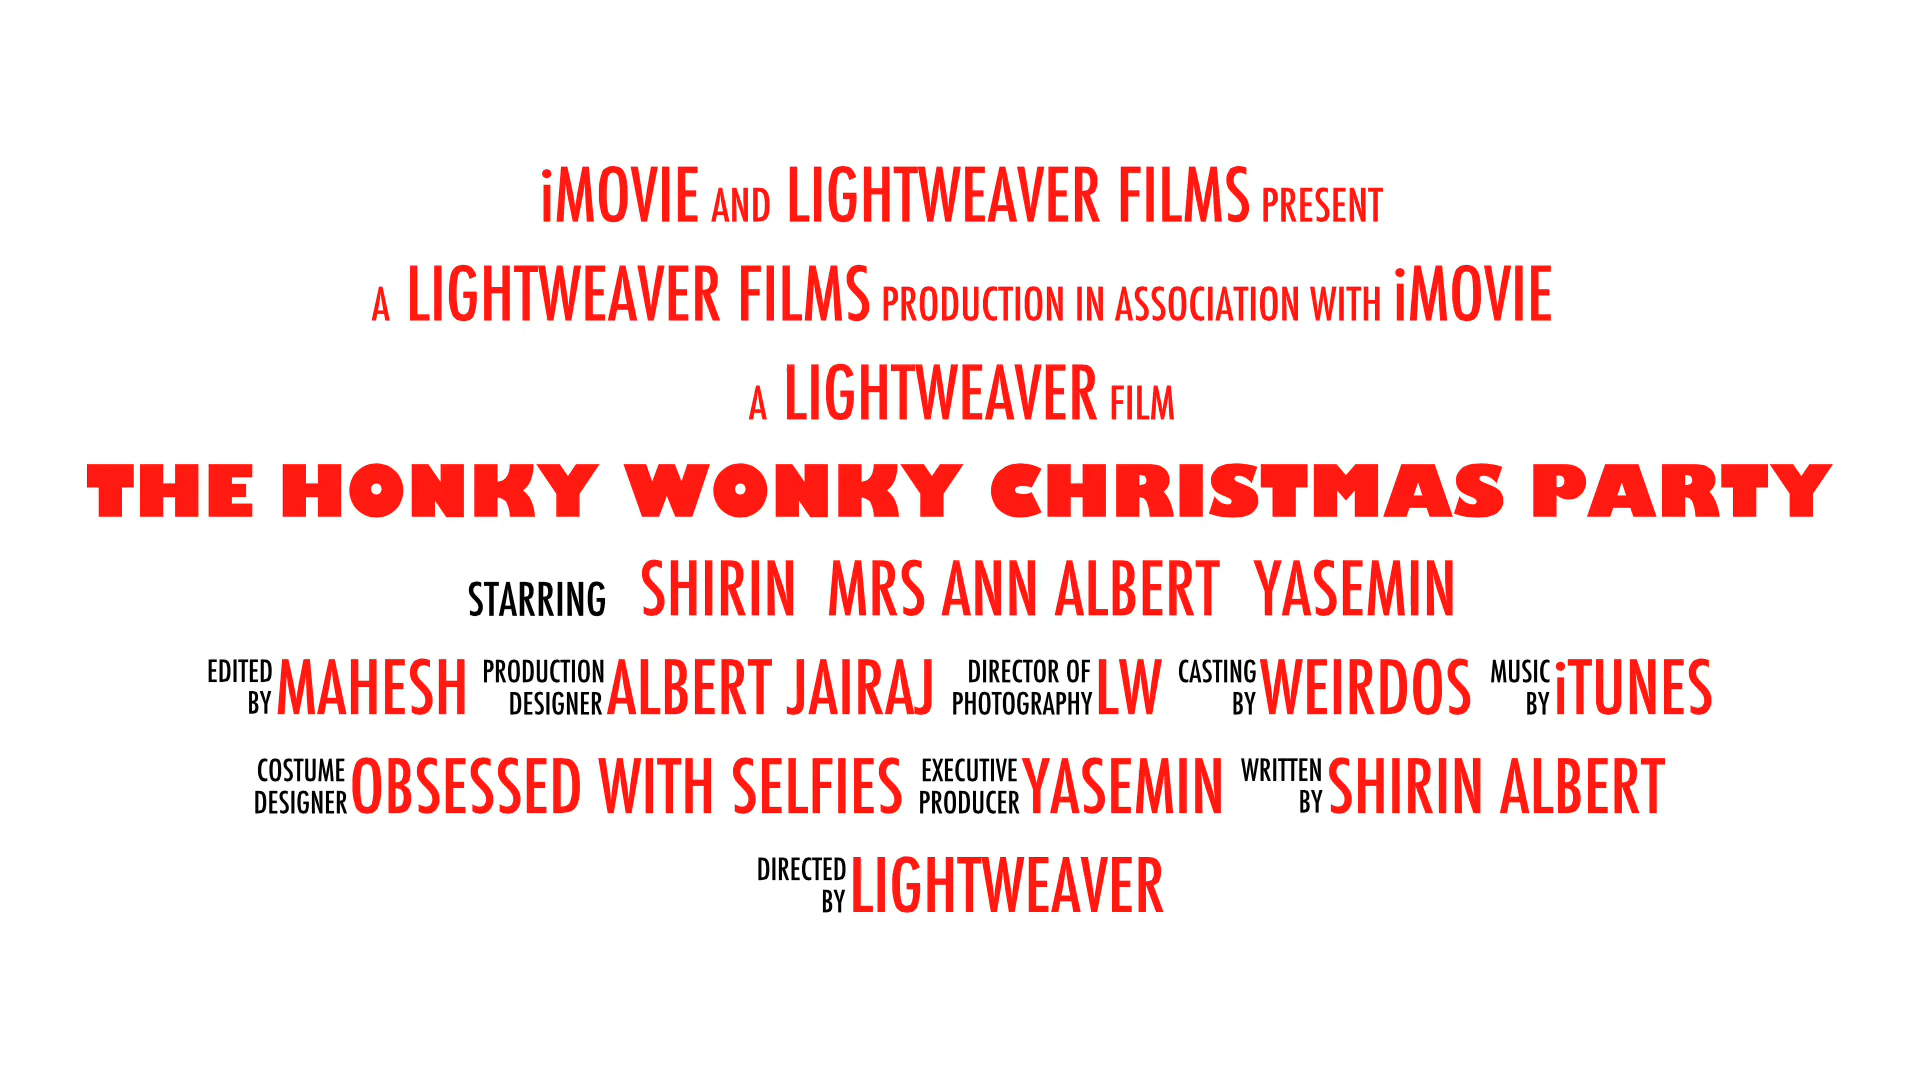 iMOVIE AND LIGHTWEAVER FILMS PRESENT
A LIGHTWEAVER FILMS PRODUCTION IN ASSOCIATION WITH iMOVIE
A LIGHTWEAVER FILM
THE HONKY WONKY CHRISTMAS PARTY
STARRING SHIRIN MRS ANN ALBERT YASEMIN
EDITED BY MAHESH PRODUCTION DESIGNER ALBERT JAIRAJ DIRECTOR OF PHOTOGRAPHY LW CASTING BY WEIRDOS MUSIC BY iTUNES
COSTUME DESIGNER OBSESSED WITH SELFIES EXECUTIVE PRODUCER YASEMIN WRITTEN BY SHIRIN ALBERT
DIRECTED BY LIGHTWEAVER